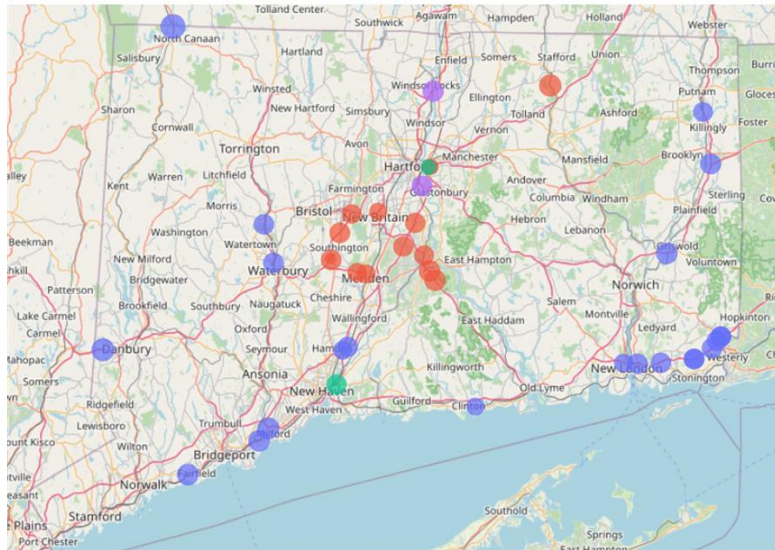 Tolland Center
Agawam
Hampden
Holland
Southwick
Webster
North Canaan
Salisbury
Hartland
Enfield
Somers
Stafford
Union
Thompson
Winsted
Windsor Locks
Putnam
Sharon
New Hartford
Simsbury
Ellington
Tolland
Ashford
Killingly
Foster
Cornwall
Windsor
Vernon
Torrington
Avon
Manchester
Mansfield
Brooklyn
Kent
Warren
Litchfield
Farmington
Glastonbury
Andover
Columbia
Windham
Sterling
Morris
Bristol
New Britain
Hebron
Plainfield
Beekman
Washington
Watertown
Southington
East Hampton
Lebanon
Griswold
Voluntown
New Milford
Waterbury
Meriden
Norwich
Patterson
Bridgewater
Cheshire
Southbury
Naugatuck
Salem
Lake Carmel
Brookfield
Wallingford
Montville
Hopkinton
Carmel
Oxford
East Haddam
Ledyard
Mahopac
Danbury
Seymour
Westerly
Somers
Ansonia
Killingworth
New London
Stonington
Ridgefield
New Haven
Old Lyme
Lewisboro
West Haven
Guilford
Clinton
Trumbull
Wilton
Milford
Bridgeport
Fairfield
Norwalk
Stamford
Southold
Port Chester
Springs
East Hampton